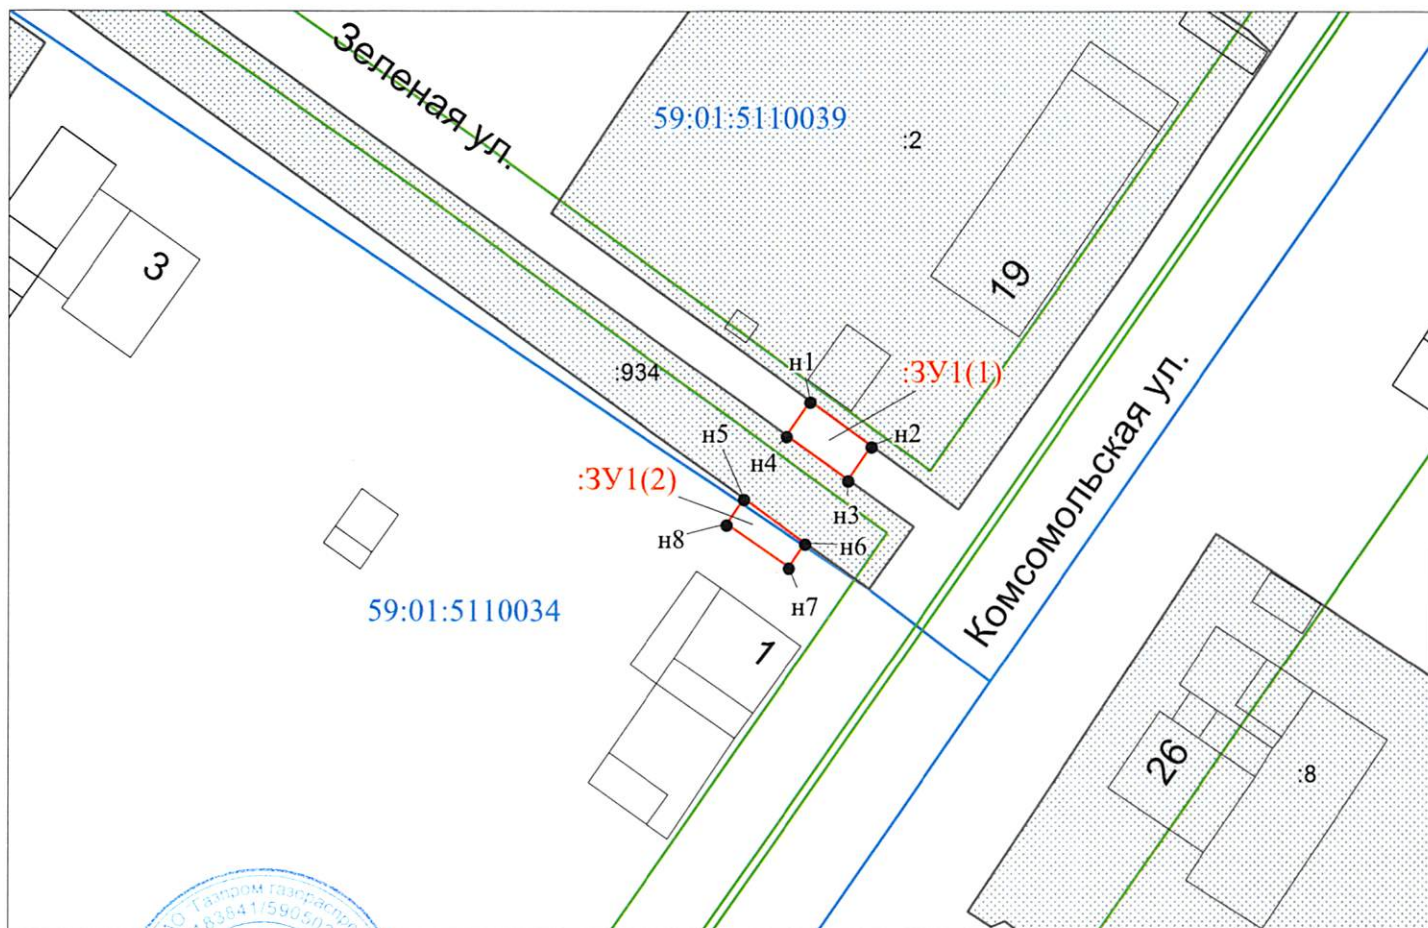 Зеленая ул.
59:01:5110039
:2
3
19
:934
н1
:ЗУ1(1)
н2
н5
н4
:ЗУ1(2)
н3
н8
н6
н7
59:01:5110034
Комсомольская ул.
1
26
:8
Газпром